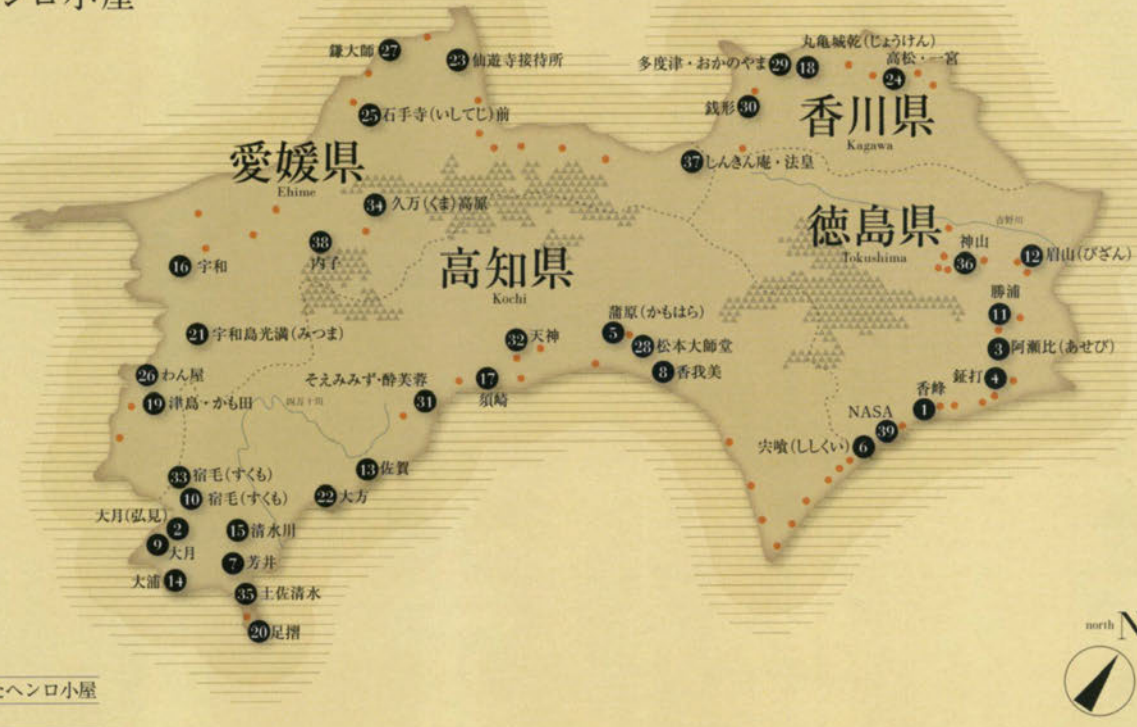 ンロ小屋
鎌大師 27
23 仙遊寺接待所
25 石手寺(いしてじ)前
愛媛県
Ehime
34 久万(くま)高原
38
内子
16 宇和
21 宇和島光満(みつま)
26 わん屋
19 津島・かも田
丸亀城乾(じょうけん)
多度津・おかのやま 29 18
高松・一宮
24
銭形 30
香川県
Kagawa
37 じんきん庵・法皇
徳島県
Tokushima
吉野川
神山
36
12 眉山(びざん)
勝浦
11
3 阿瀬比(あせび)
鉦打
4
香峰
1
NASA
39
宍喰(ししくい) 6
高知県
Kochi
蒲原(かもはら)
5
28 松本大師堂
8 香我美
32 天神
17
須崎
そえみみず・酔芙蓉
31
四万十川
13 佐賀
22 大方
33 宿毛(すくも)
10 宿毛(すくも)
大月(弘見)
2
9
大月
15 清水川
7 芳井
大浦 14
35 土佐清水
20 足摺
north N
ヘンロ小屋